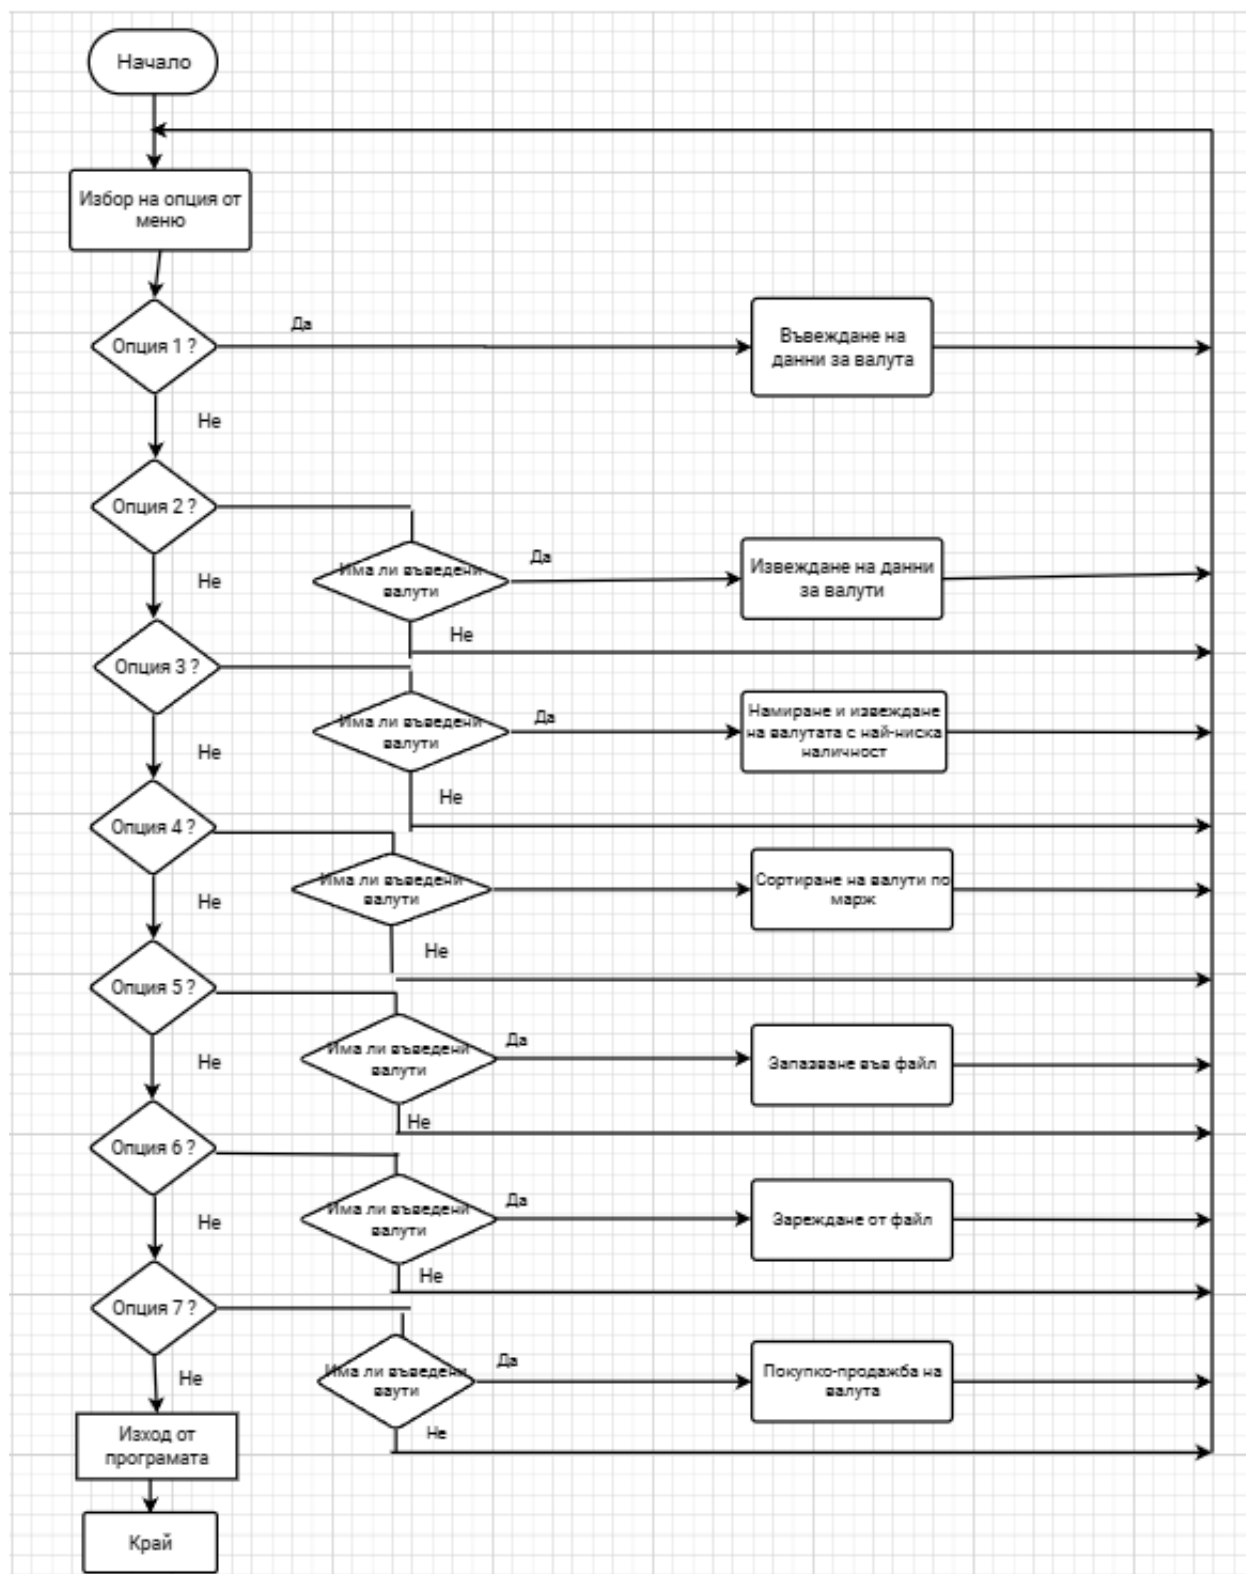 Начало
Избор на опция от
меню
Опция 1 ?
Да
Въвеждане на
данни за валута
Не
Опция 2 ?
Има ли въведени
валути
Да
Извеждане на данни
за валути
Не
Не
Опция 3 ?
Има ли въведени
валути
Да
Намиране и извеждане
на валутата с най-ниска
наличност
Не
Не
Опция 4 ?
Има ли въведени
валути
Сортиране на валути по
марж
Не
Не
Опция 5 ?
Има ли въведени
валути
Да
Запазване във файл
Не
Не
Опция 6 ?
Има ли въведени
валути
Да
Зареждане от файл
Не
Не
Опция 7 ?
Има ли въведени
ваути
Да
Покупко-продажба на
валута
Не
Не
Изход от
програмата
Край